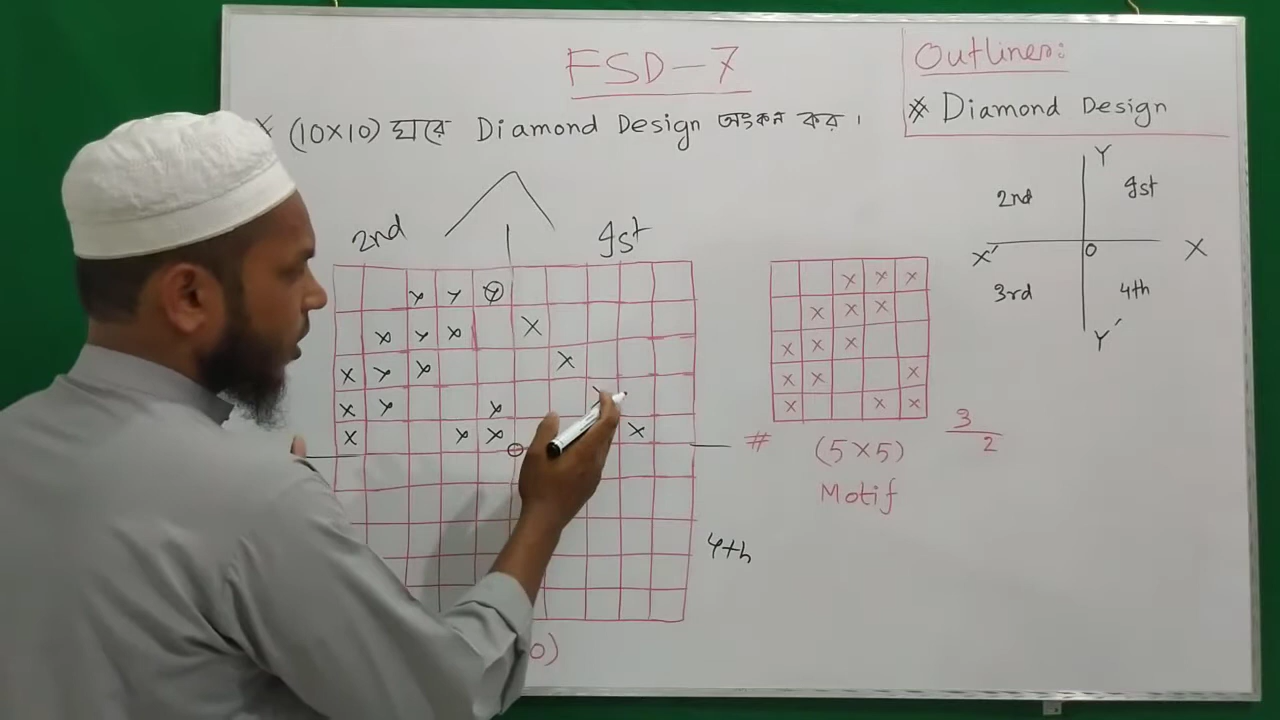 FSD-7
Outlines:
* Diamond Design
(10×10) ঘরে Diamond Design অংকন কর।
2nd
1st
Y
2nd
1st
X'
O
X
3rd
4th
Y'
# (5×5)
Motif
3
2
4th
0)